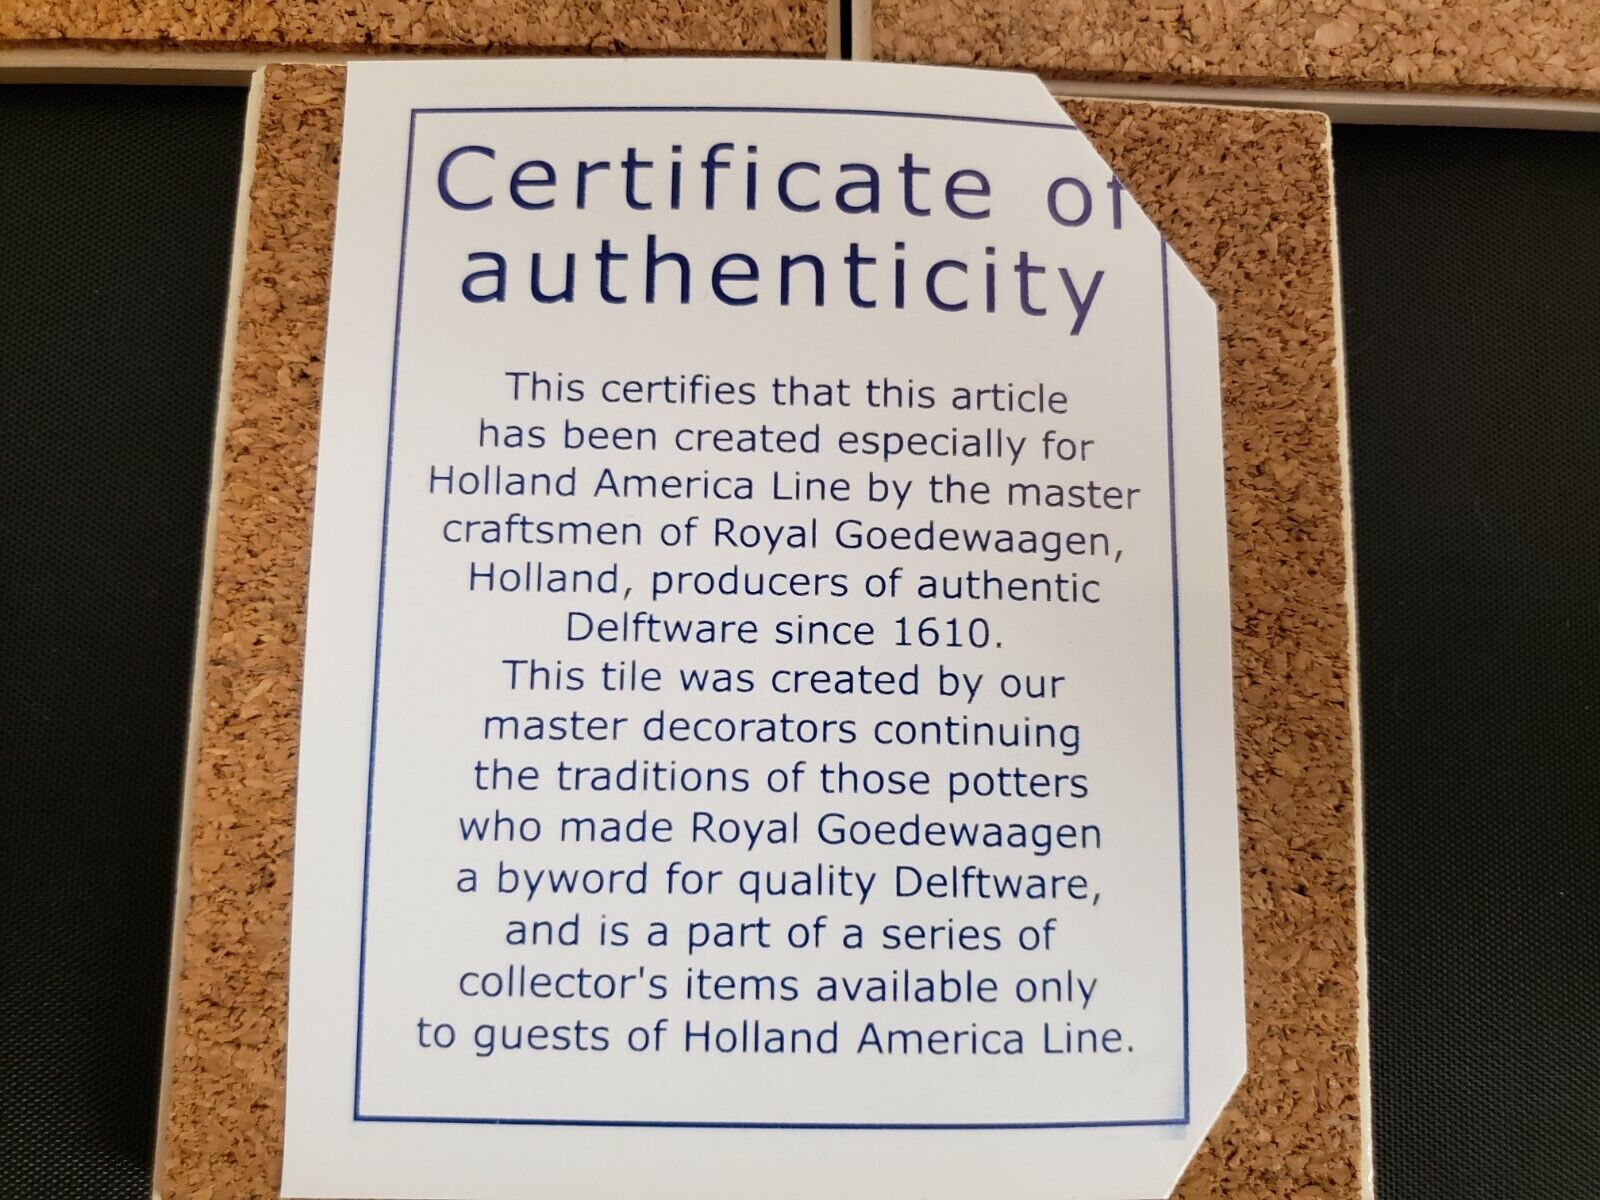 Certificate of
authenticity
This certifies that this article
has been created especially for
Holland America Line by the master
craftsmen of Royal Goedewaagen,
Holland, producers of authentic
Delftware since 1610.
This tile was created by our
master decorators continuing
the traditions of those potters
who made Royal Goedewaagen
a byword for quality Delftware,
and is a part of a series of
collector's items available only
to guests of Holland America Line.